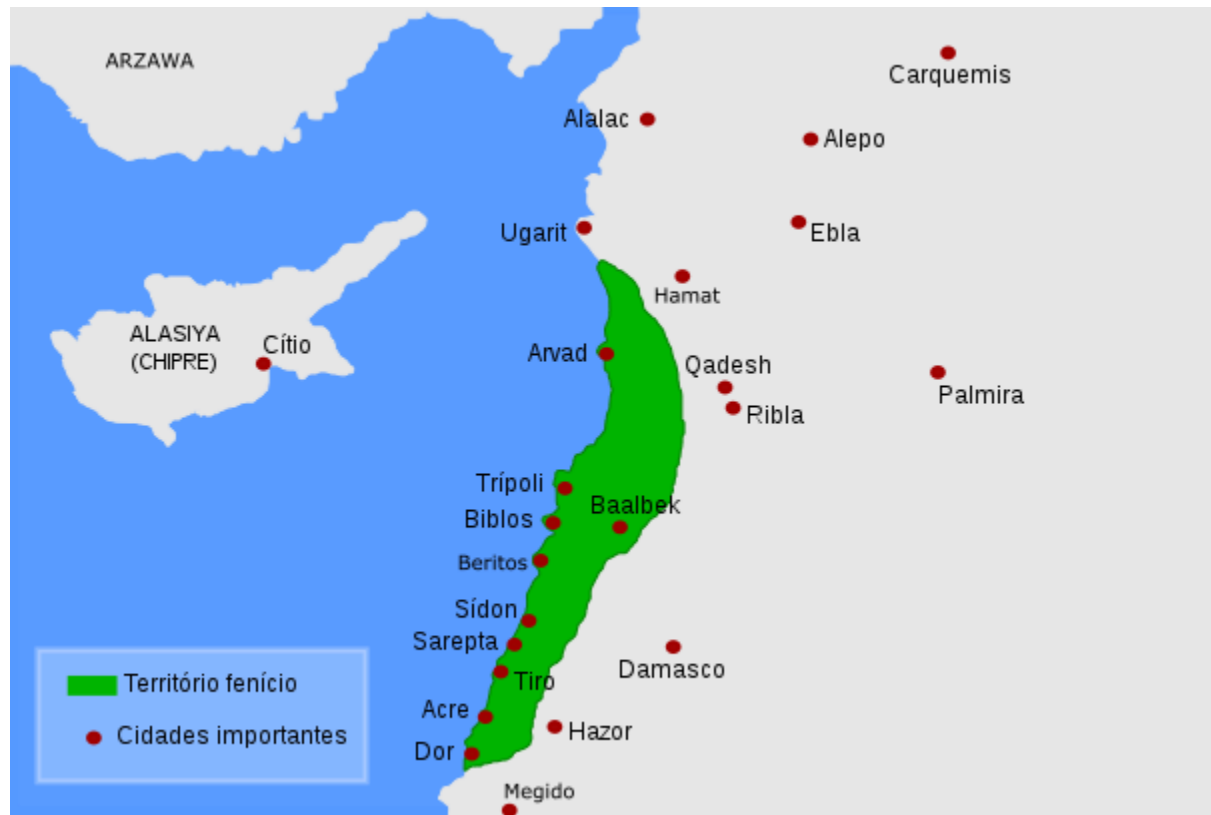 ARZAWA
Carquemis
Alalac
Alepo
Ugarit
Ebla
Hamat
ALASIYA
(CHIPRE)
Cítio
Arvad
Qadesh
Palmira
Ribla
Trípoli
Baalbek
Biblos
Beritos
Sídon
Sarepta
Damasco
Tiro
Território fenício
Acre
Hazor
Cidades importantes
Dor
Megido